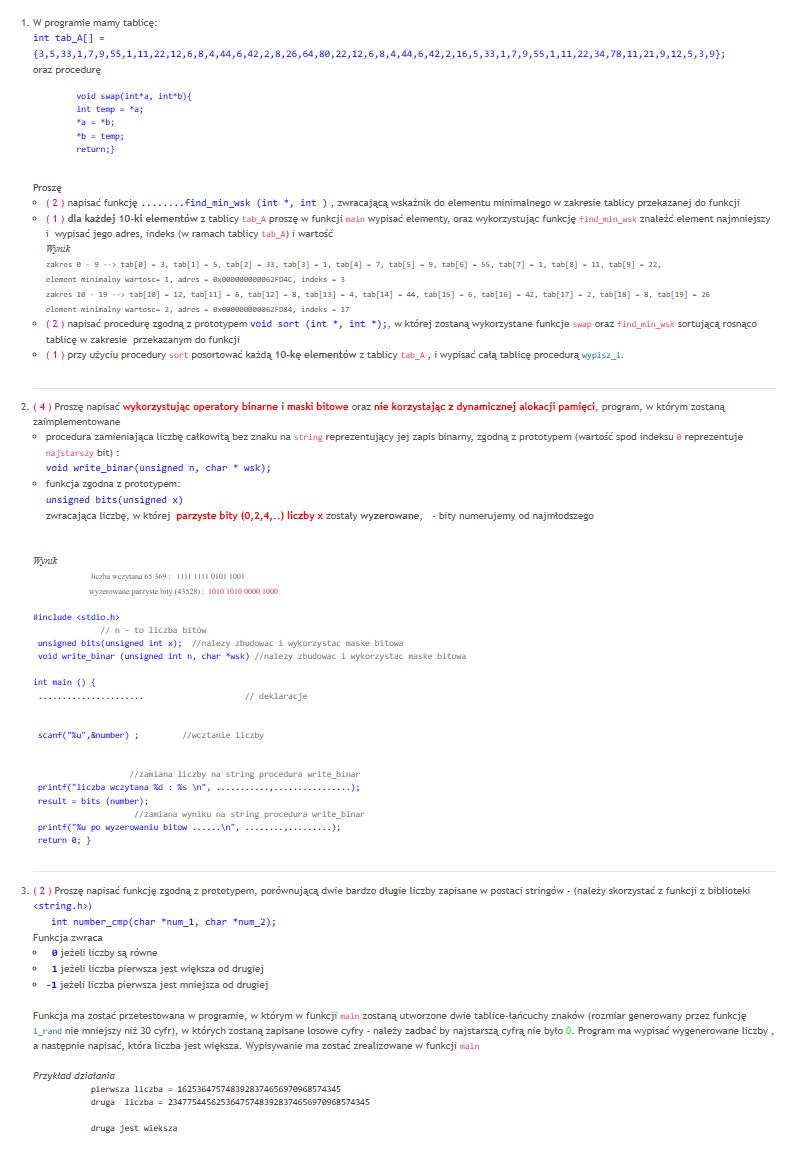 1. W programie mamy tablicę:
int tab_A[] =
{3,5,33,1,7,9,55,1,11,22,12,6,8,4,44,6,42,2,8,26,64,80,22,12,6,8,4,44,6,42,2,16,5,33,1,7,9,55,1,11,22,34,78,11,21,9,12,5,3,9};
oraz procedurę
void swap(int*a, int*b){
int temp = *a;
*a = *b;
*b = temp;
return;}
Proszę
( 2 ) napisać funkcję ........find_min_wsk (int *, int ) , zwracającą wskaźnik do elementu minimalnego w zakresie tablicy przekazanej do funkcji
( 1 ) dla każdej 10-ki elementów z tablicy tab_A proszę w funkcji main wypisać elementy, oraz wykorzystując funkcję find_min_wsk znaleźć element najmniejszy
i wypisać jego adres, indeks (w ramach tablicy tab_A) i wartość
Wynik
zakres 0 - 9 --> tab[0] = 3, tab[1] = 5, tab[2] = 33, tab[3] = 1, tab[4] = 7, tab[5] = 9, tab[6] = 55, tab[7] = 1, tab[8] = 11, tab[9] = 22,
element minimalny wartosc= 1, adres = 0x000000000062FD4C, indeks = 3
zakres 10 - 19 --> tab[10] = 12, tab[11] = 6, tab[12] = 8, tab[13] = 4, tab[14] = 44, tab[15] = 6, tab[16] = 42, tab[17] = 2, tab[18] = 8, tab[19] = 26
element minimalny wartosc= 2, adres = 0x000000000062FD84, indeks = 17
( 2 ) napisać procedurę zgodną z prototypem void sort (int *, int *);, w której zostaną wykorzystane funkcje swap oraz find_min_wsk sortującą rosnąco
tablicę w zakresie przekazanym do funkcji
( 1 ) przy użyciu procedury sort posortować każdą 10-kę elementów z tablicy tab_A , i wypisać całą tablicę procedurą wypisz_i.
2. ( 4 ) Proszę napisać wykorzystując operatory binarne i maski bitowe oraz nie korzystając z dynamicznej alokacji pamięci, program, w którym zostaną
zaimplementowane
procedura zamieniająca liczbę całkowitą bez znaku na string reprezentujący jej zapis binarny, zgodną z prototypem (wartość spod indeksu 0 reprezentuje
najstarszy bit) :
void write_binar(unsigned n, char * wsk);
funkcja zgodna z prototypem:
unsigned bits(unsigned x)
zwracająca liczbę, w której parzyste bity (0,2,4,..) liczby x zostały wyzerowane, - bity numerujemy od najmłodszego
Wynik
liczba wczytana 65 369 : 1111 1111 0101 1001
wyzerowane parzyste bity (43528) : 1010 1010 0000 1000
#include <stdio.h>
// n - to liczba bitów
unsigned bits(unsigned int x); //nalezy zbudowac i wykorzystac maske bitowa
void write_binar (unsigned int n, char *wsk) //nalezy zbudowac i wykorzystac maske bitowa
int main () {
...................... // deklaracje
scanf("%u",&number) ; //wcztanie liczby
//zamiana liczby na string procedura write_binar
printf("liczba wczytana %d : %s \n", ...........,................);
result = bits (number);
//zamiana wyniku na string procedura write_binar
printf("%u po wyzerowaniu bitow ......\n", ........,.........);
return 0; }
3. ( 2 ) Proszę napisać funkcję zgodną z prototypem, porównującą dwie bardzo długie liczby zapisane w postaci stringów - (należy skorzystać z funkcji z biblioteki
<string.h>)
int number_cmp(char *num_1, char *num_2);
Funkcja zwraca
0 jeżeli liczby są równe
1 jeżeli liczba pierwsza jest większa od drugiej
-1 jeżeli liczba pierwsza jest mniejsza od drugiej
Funkcja ma zostać przetestowana w programie, w którym w funkcji main zostaną utworzone dwie tablice-łańcuchy znaków (rozmiar generowany przez funkcję
i_rand nie mniejszy niż 30 cyfr), w których zostaną zapisane losowe cyfry - należy zadbać by najstarszą cyfrą nie było 0. Program ma wypisać wygenerowane liczby ,
a następnie napisać, która liczba jest większa. Wypisywanie ma zostać zrealizowane w funkcji main
Przykład działania
pierwsza liczba = 1625364757483928374656970968574345
druga liczba = 2347754456253647574839283746569709685​74345
druga jest wieksza